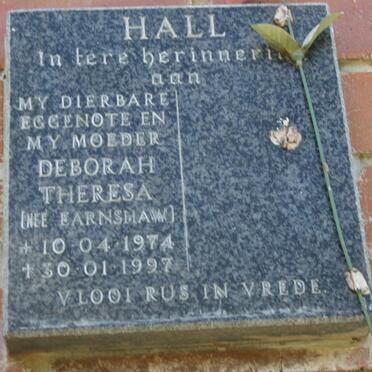 HALL
In tere herinnering
aan
MY DIERBARE
EGGENOTE EN
MY MOEDER
DEBORAH
THERESA
(NEE EARNSHAW)
+ 10.04.1974
+ 30.01.1997
VLOOI RUS IN VREDE.